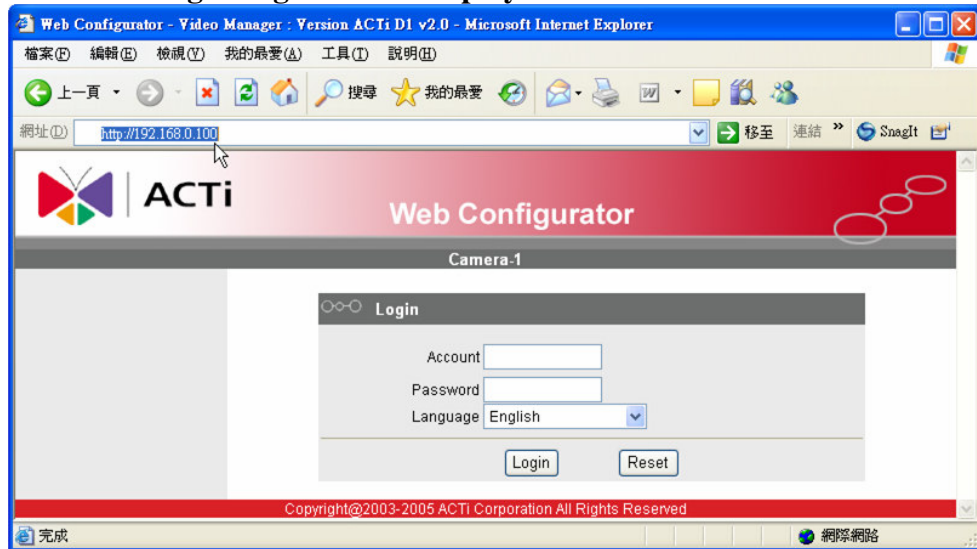 Web Configurator - Video Manager : Version ACTi D1 v2.0 - Microsoft Internet Explorer
檔案(F) 編輯(E) 檢視(V) 我的最愛(A) 工具(T) 說明(H)
上一頁 搜尋 我的最愛
網址(D) http://192.168.0.100 移至 連結 » SnagIt
ACTi
Web Configurator
Camera-1
Login
Account
Password
Language English
Login Reset
Copyright@2003-2005 ACTi Corporation All Rights Reserved
完成 網際網路